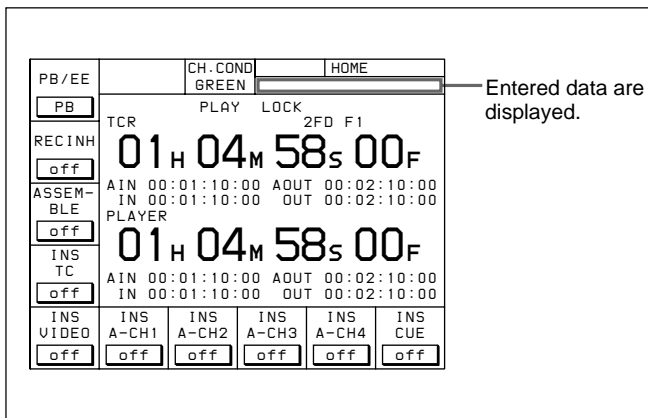 PB/EE
PB
CH.COND
GREEN
HOME
Entered data are
displayed.
RECINH
off
ASSEM-
BLE
off
INS
TC
off
PLAY LOCK
TCR 2FD F1
01H 04M 58S 00F
AIN 00:01:10:00 AOUT 00:02:10:00
IN 00:01:10:00 OUT 00:02:10:00
PLAYER
01H 04M 58S 00F
AIN 00:01:10:00 AOUT 00:02:10:00
IN 00:01:10:00 OUT 00:02:10:00
INS
VIDEO
off
INS
A-CH1
off
INS
A-CH2
off
INS
A-CH3
off
INS
A-CH4
off
INS
CUE
off